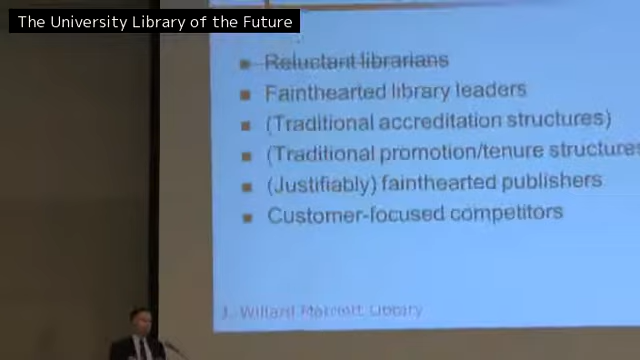 The University Library of the Future
Reluctant librarians
Fainthearted library leaders
(Traditional accreditation structures)
(Traditional promotion/tenure structures
(Justifiably) fainthearted publishers
Customer-focused competitors
J. Willard Marriott Library